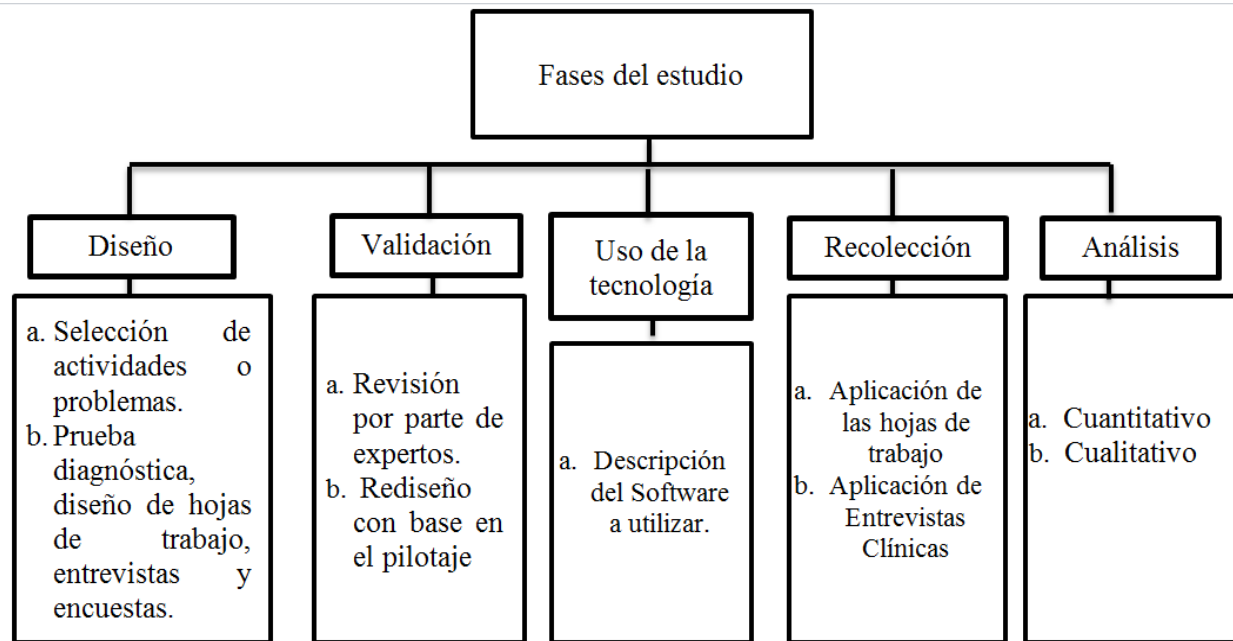 Fases del estudio
Diseño
a. Selección de
actividades o
problemas.
b. Prueba
diagnóstica,
diseño de hojas
de trabajo,
entrevistas y
encuestas.
Validación
a. Revisión
por parte de
expertos.
b. Rediseño
con base en
el pilotaje
Uso de la
tecnología
a. Descripción
del Software
a utilizar.
Recolección
a. Aplicación de
las hojas de
trabajo
b. Aplicación de
Entrevistas
Clínicas
Análisis
a. Cuantitativo
b. Cualitativo